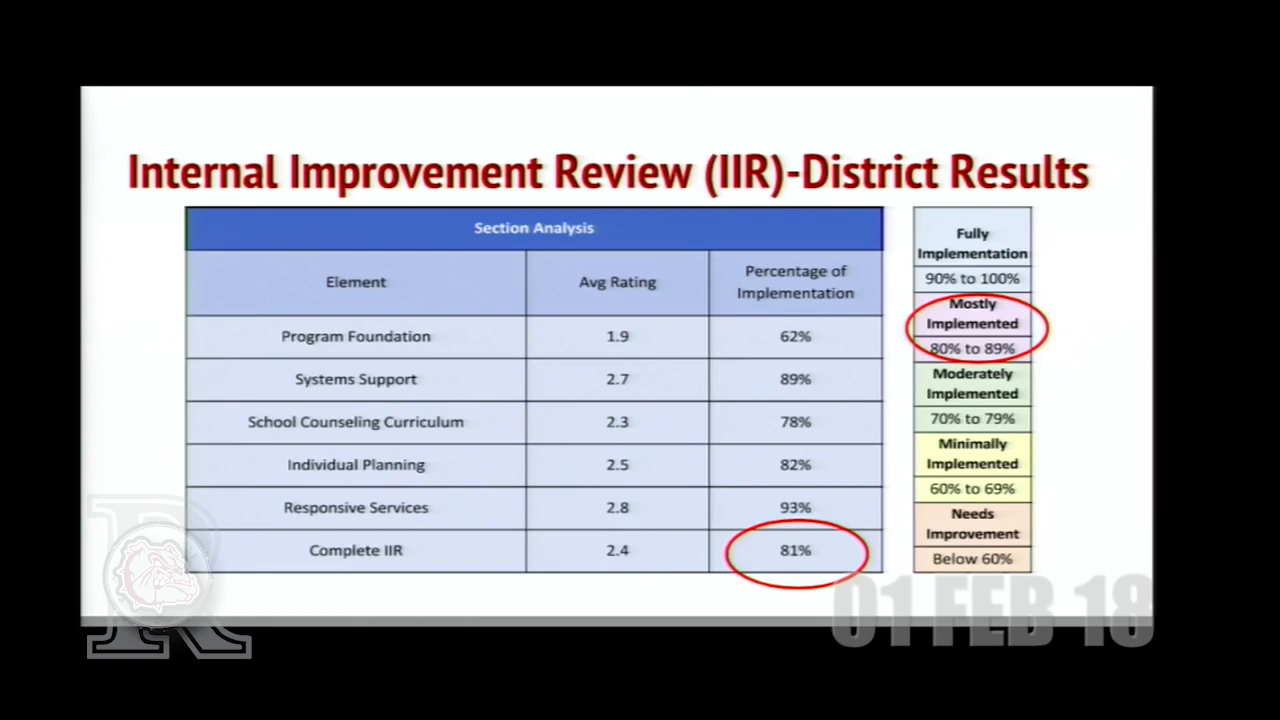 Internal Improvement Review (IIR)-District Results
Section Analysis
Element Avg Rating Percentage of Implementation
Program Foundation 1.9 62%
Systems Support 2.7 89%
School Counseling Curriculum 2.3 78%
Individual Planning 2.5 82%
Responsive Services 2.8 93%
Complete IIR 2.4 81%
Fully
Implementation
90% to 100%
Mostly
Implemented
80% to 89%
Moderately
Implemented
70% to 79%
Minimally
Implemented
60% to 69%
Needs
Improvement
Below 60%
R
01 FEB 18